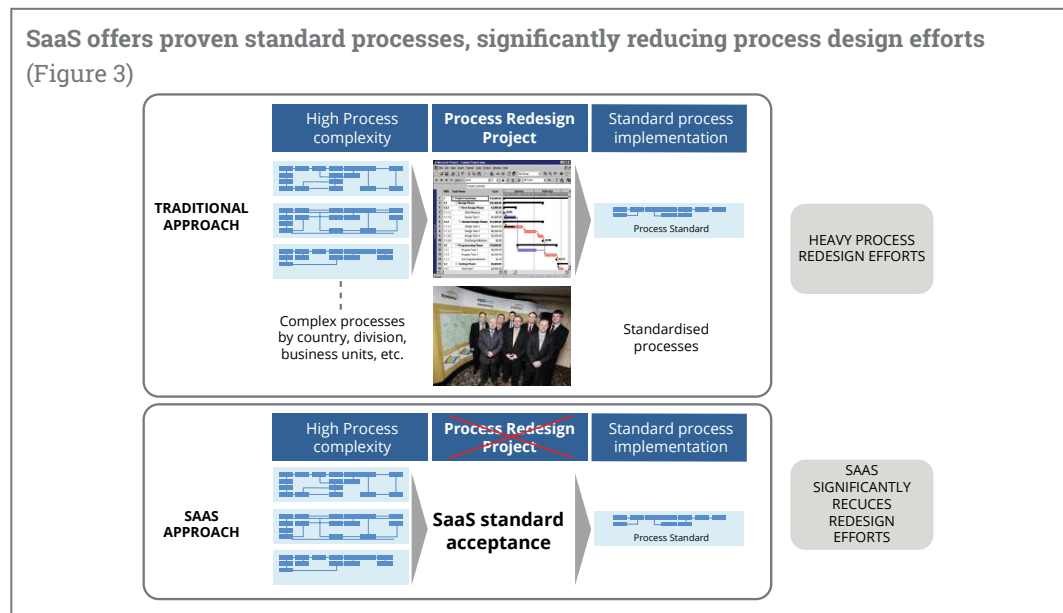 SaaS offers proven standard processes, significantly reducing process design efforts
(Figure 3)
High Process
complexity
Process Redesign
Project
Standard process
implementation
TRADITIONAL
APPROACH
Process Standard
Complex processes
by country, division,
business units, etc.
Standardised
processes
HEAVY PROCESS
REDESIGN EFFORTS
High Process
complexity
Process Redesign
Project
Standard process
implementation
SAAS
APPROACH
SaaS standard
acceptance
Process Standard
SAAS
SIGNIFICANTLY
RECUCES
REDESIGN
EFFORTS